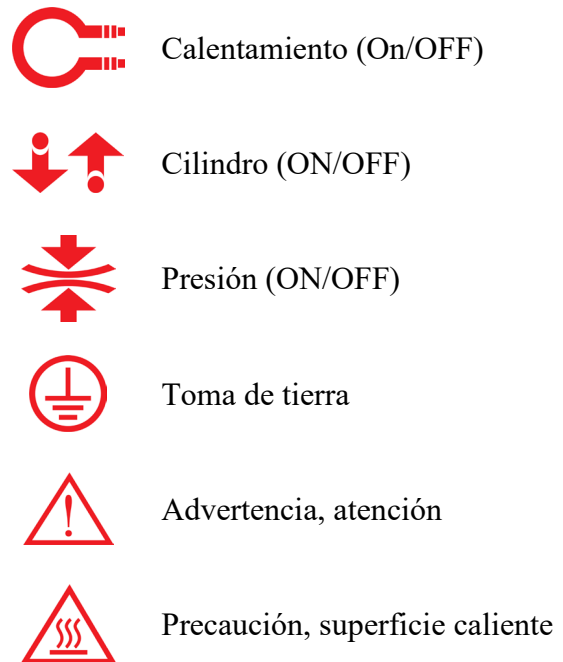 Calentamiento (On/OFF)
Cilindro (ON/OFF)
Presión (ON/OFF)
Toma de tierra
Advertencia, atención
Precaución, superficie caliente